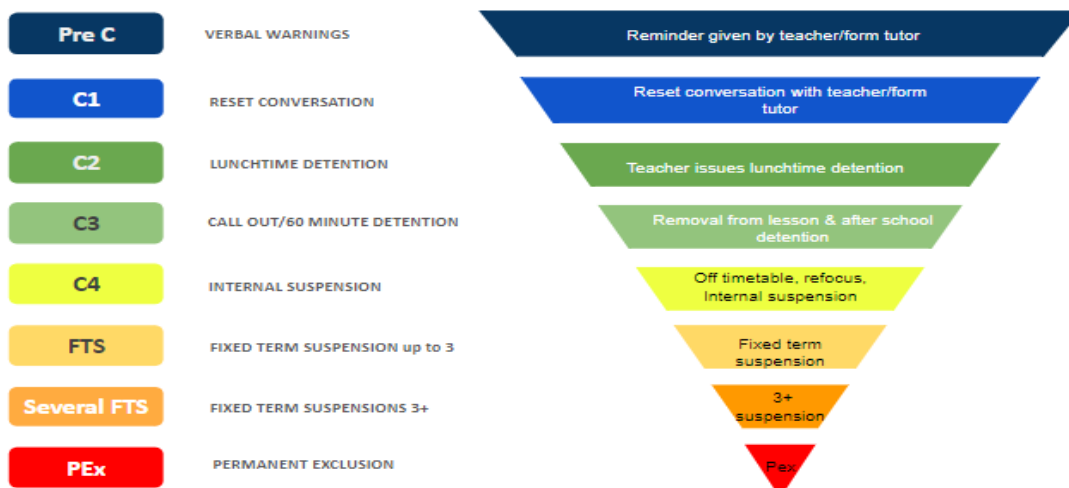 Pre C
VERBAL WARNINGS
Reminder given by teacher/form tutor
C1
RESET CONVERSATION
Reset conversation with teacher/form
tutor
C2
LUNCHTIME DETENTION
Teacher issues lunchtime detention
C3
CALL OUT/60 MINUTE DETENTION
Removal from lesson & after school
detention
C4
INTERNAL SUSPENSION
Off timetable, refocus,
Internal suspension
FTS
FIXED TERM SUSPENSION up to 3
Fixed term
suspension
Several FTS
FIXED TERM SUSPENSIONS 3+
3+
suspension
PEx
PERMANENT EXCLUSION
Pex